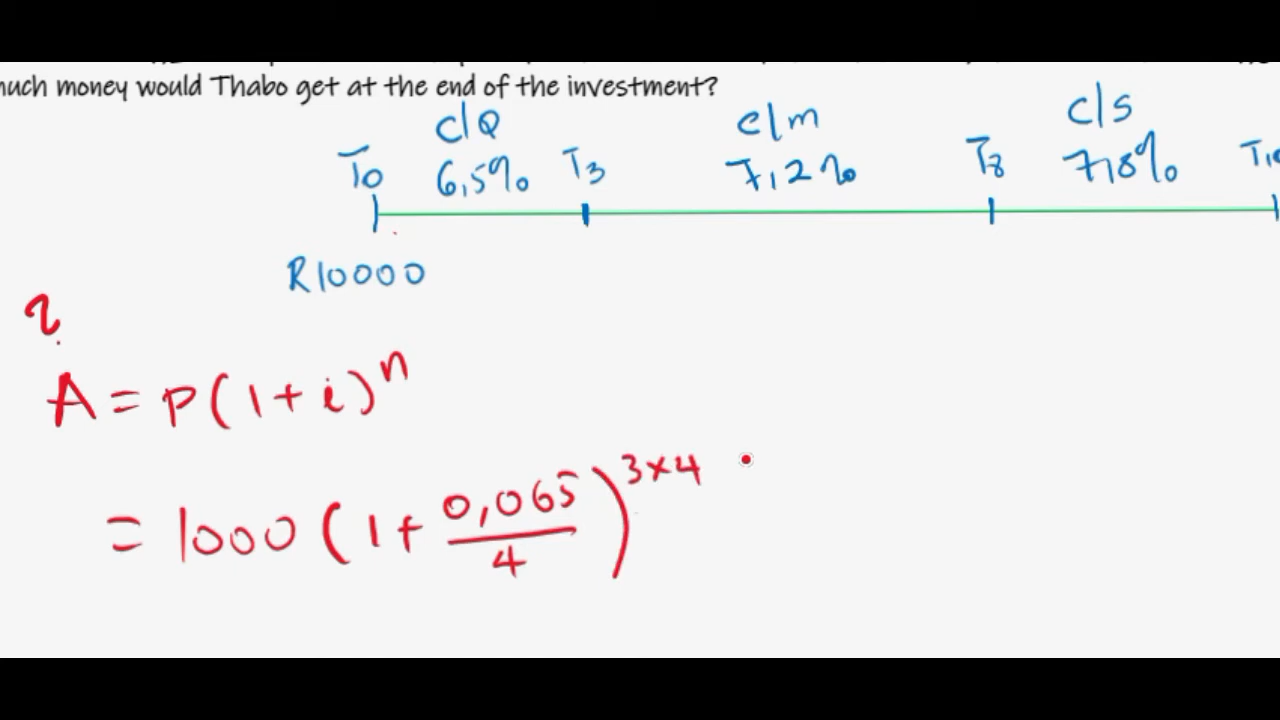 much money would Thabo get at the end of the investment?
C/Q C/m C/S
T0 6,5% T3 7,2% T8 7,8%
R10000
?
A = P(1+i)^n
= 1000 (1+ 0,065/4)^3×4